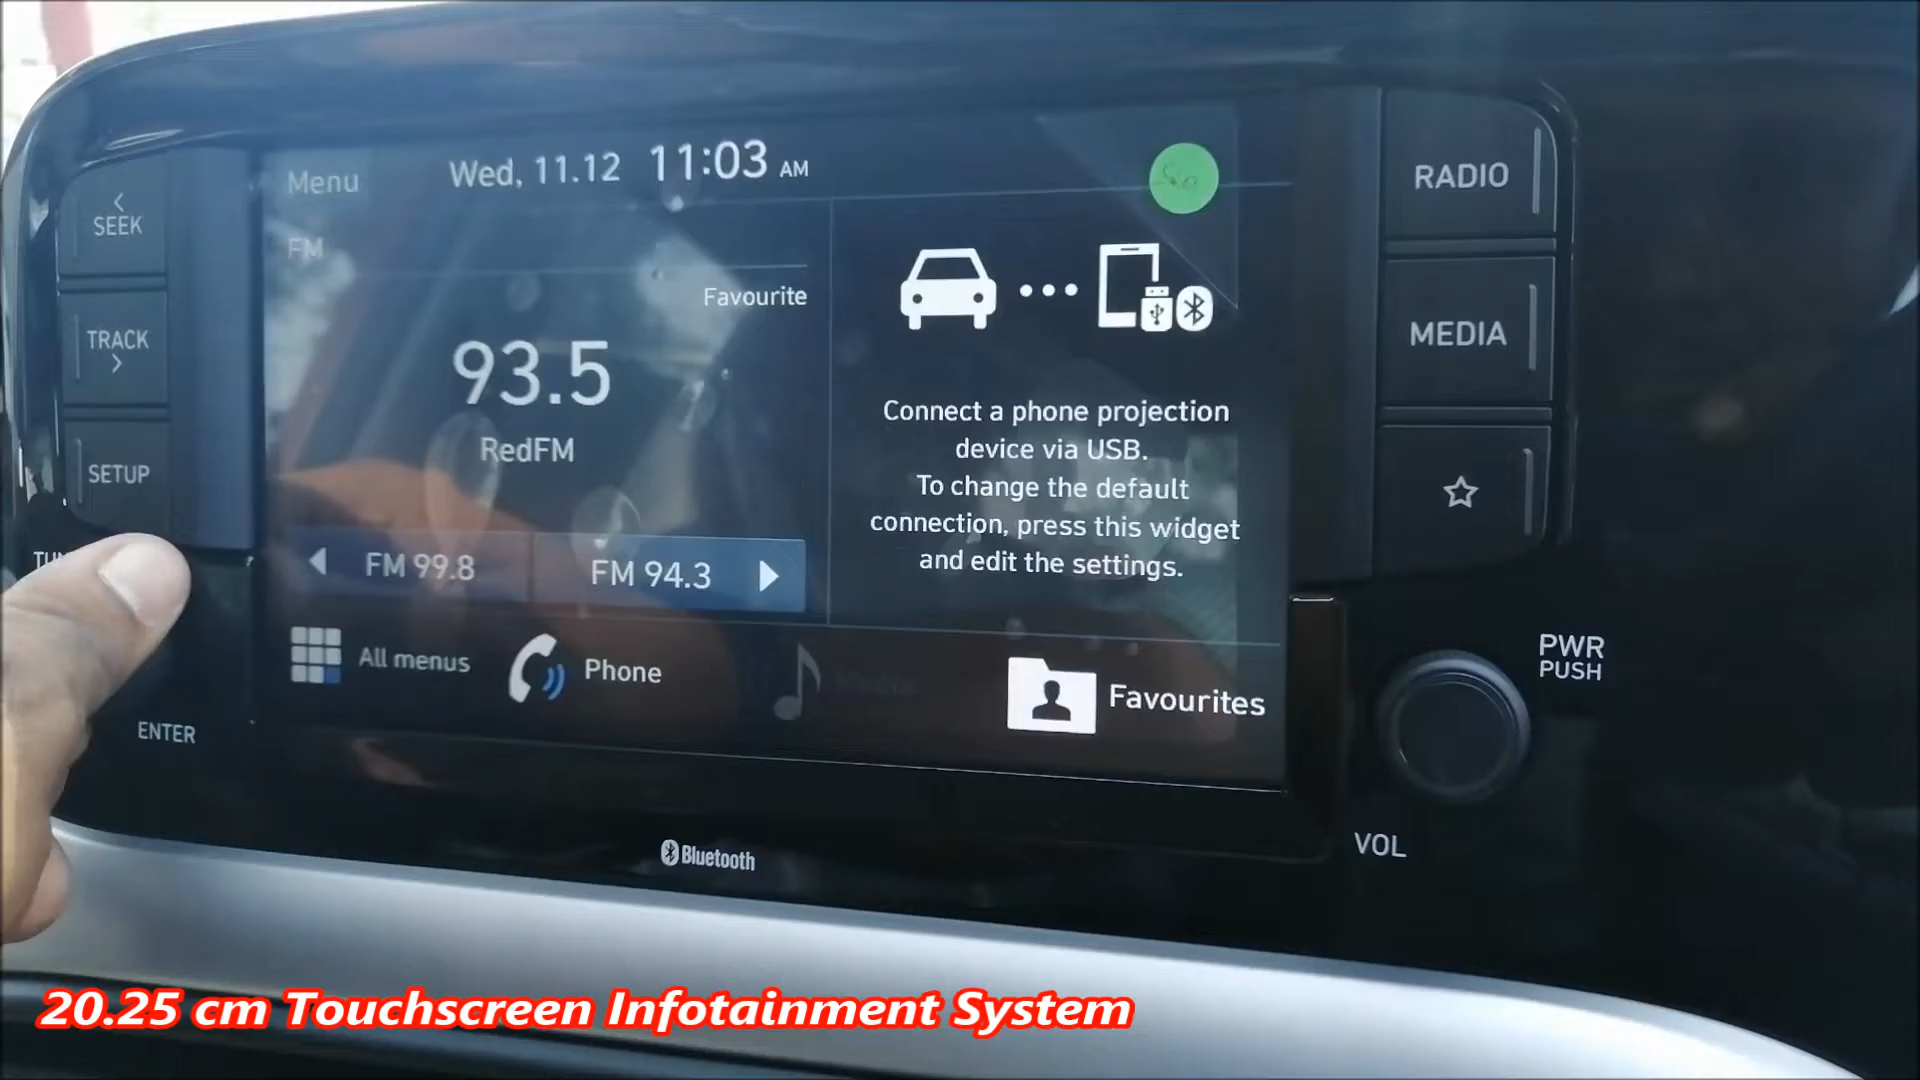 SEEK
TRACK
SETUP
ENTER
Menu
Wed, 11.12 11:03 AM
FM
Favourite
93.5
RedFM
FM 99.8
FM 94.3
Connect a phone projection
device via USB.
To change the default
connection, press this widget
and edit the settings.
All menus
Phone
Media
Favourites
RADIO
MEDIA
PWR
PUSH
VOL
Bluetooth
20.25 cm Touchscreen Infotainment System